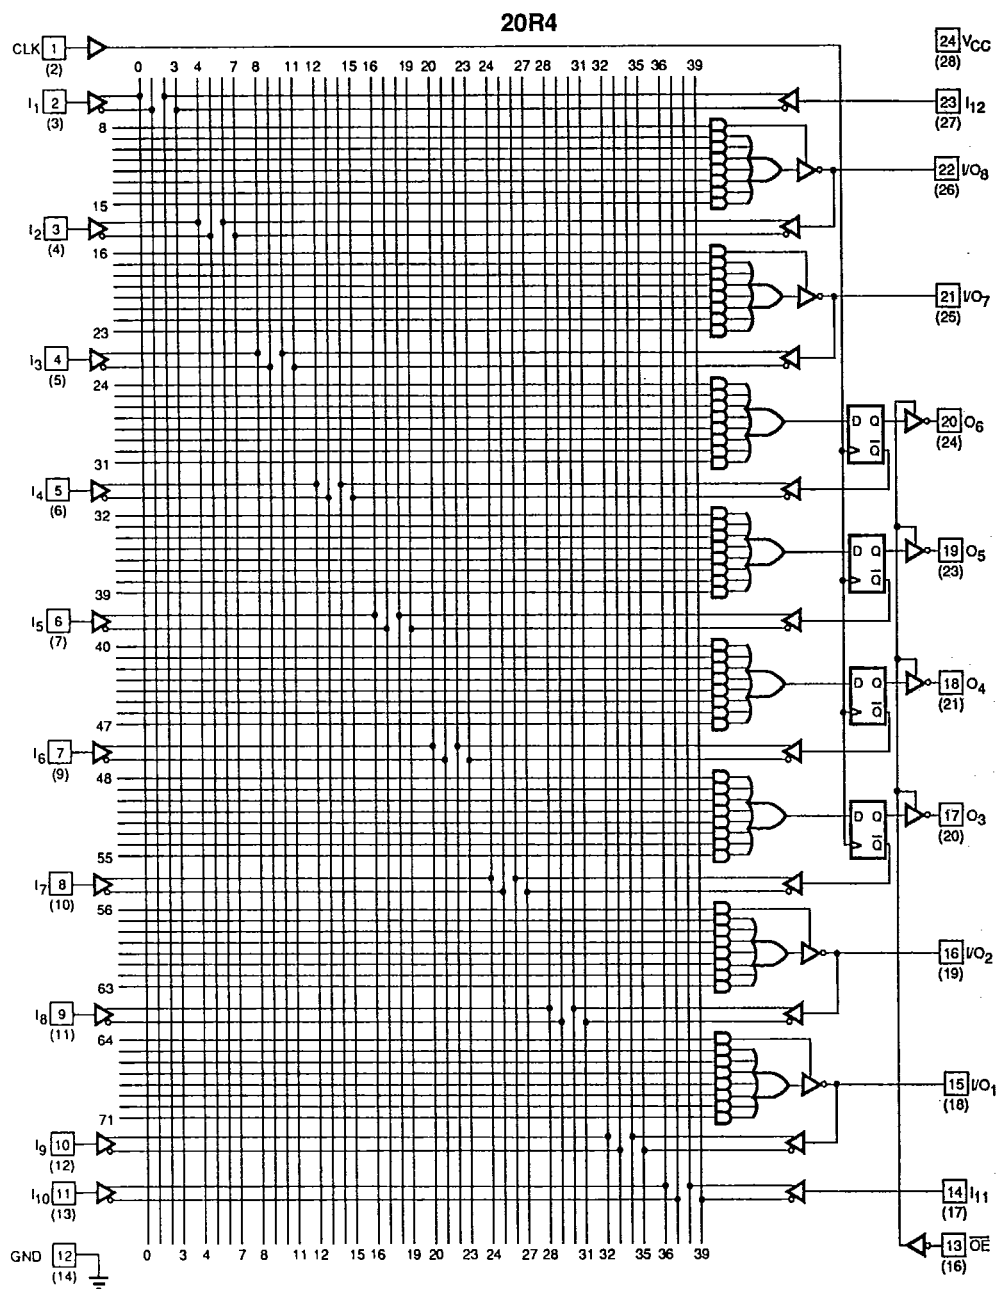 20R4
CLK 1 (2)
24 VCC (28)
0 3 4 7 8 11 12 15 16 19 20 23 24 27 28 31 32 35 36 39
I1 2 (3)
23 I12 (27)
8
22 I/O8 (26)
15
I2 3 (4)
16
21 I/O7 (25)
23
I3 4 (5)
24
D Q Q
20 O6 (24)
31
I4 5 (6)
32
D Q Q
19 O5 (23)
39
I5 6 (7)
40
D Q Q
18 O4 (21)
47
I6 7 (9)
48
D Q Q
17 O3 (20)
55
I7 8 (10)
56
16 I/O2 (19)
63
I8 9 (11)
64
15 I/O1 (18)
71
I9 10 (12)
I10 11 (13)
14 I11 (17)
0 3 4 7 8 11 12 15 16 19 20 23 24 27 28 31 32 35 36 39
GND 12 (14)
13 OE (16)